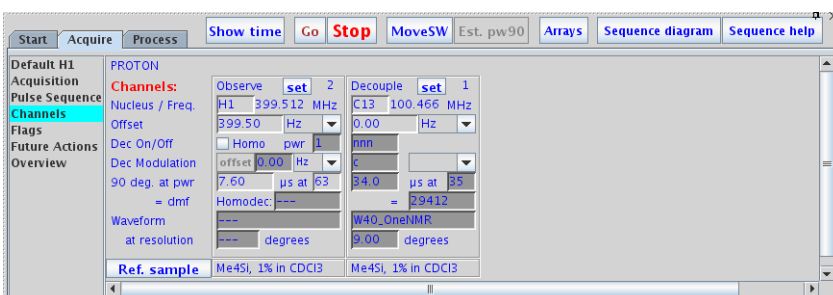 Start Acquire Process Show time Go Stop MoveSW Est. pw90 Arrays Sequence diagram Sequence help
Default H1
Acquisition
Pulse Sequence
Channels
Flags
Future Actions
Overview
PROTON
Channels: Observe set 2 Decouple set 1
Nucleus / Freq. H1 399.512 MHz C13 100.466 MHz
Offset 399.50 Hz 0.00 Hz
Dec On/Off Homo pwr 1 nnn
Dec Modulation offset 0.00 Hz c
90 deg. at pwr 7.60 µs at 63 34.0 µs at 35
= dmf Homodec: --- = 29412
Waveform --- W40_OneNMR
at resolution --- degrees 9.00 degrees
Ref. sample Me4Si, 1% in CDCl3 Me4Si, 1% in CDCl3